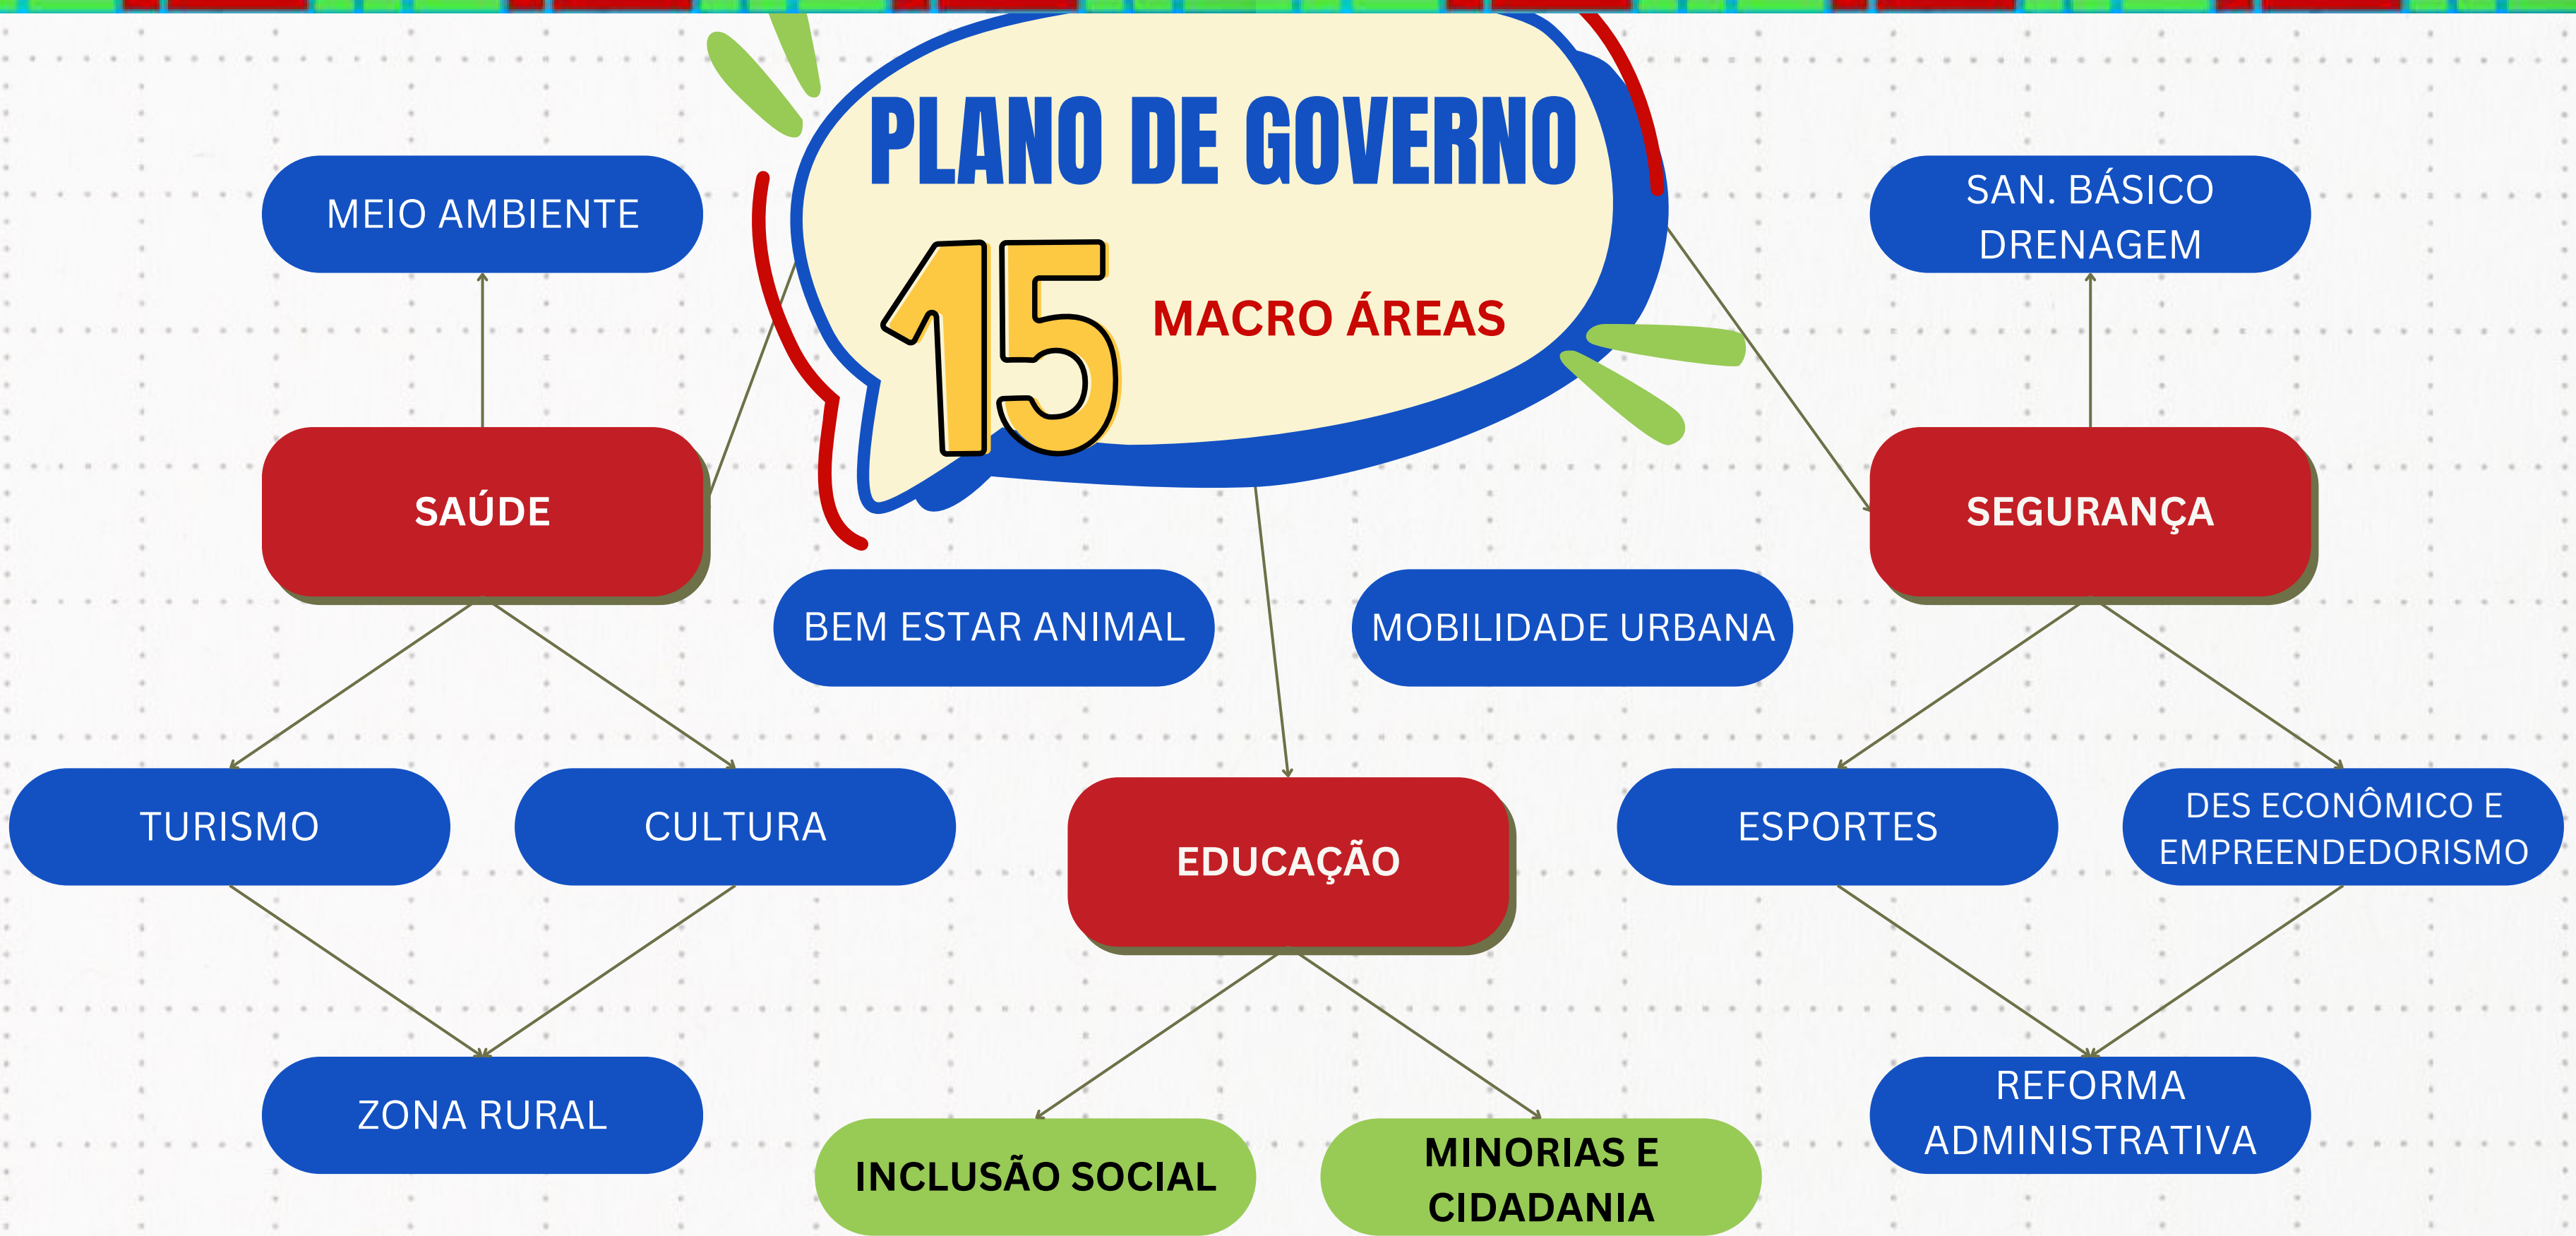 PLANO DE GOVERNO
15
MACRO ÁREAS
MEIO AMBIENTE
SAN. BÁSICO
DRENAGEM
SAÚDE
SEGURANÇA
BEM ESTAR ANIMAL
MOBILIDADE URBANA
TURISMO
CULTURA
EDUCAÇÃO
ESPORTES
DES ECONÔMICO E
EMPREENDEDORISMO
ZONA RURAL
INCLUSÃO SOCIAL
MINORIAS E
CIDADANIA
REFORMA
ADMINISTRATIVA